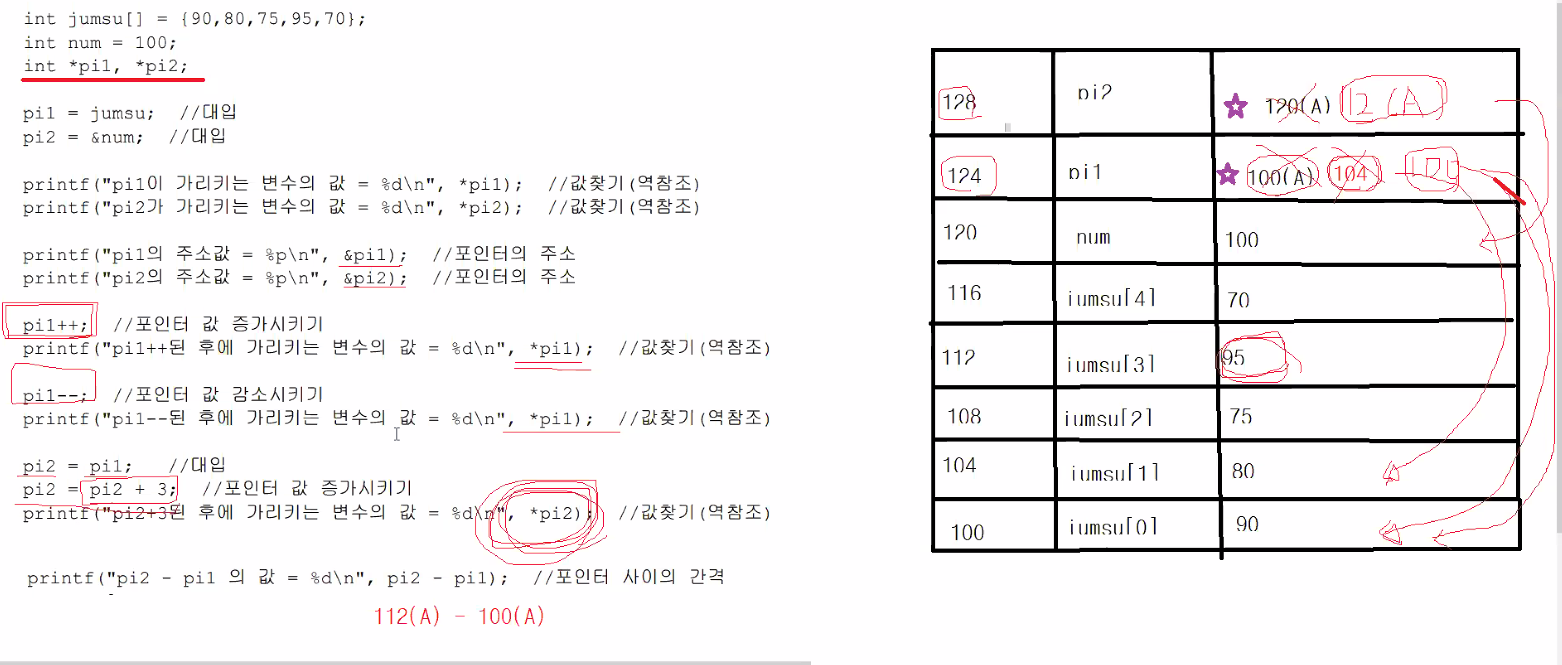 int jumsu[] = {90,80,75,95,70};
int num = 100;
int *pi1, *pi2;
pi1 = jumsu;  //대입
pi2 = &num;  //대입
printf("pi1이 가리키는 변수의 값 = %d\n", *pi1);  //값찾기(역참조)
printf("pi2가 가리키는 변수의 값 = %d\n", *pi2);  //값찾기(역참조)
printf("pi1의 주소값 = %p\n", &pi1);  //포인터의 주소
printf("pi2의 주소값 = %p\n", &pi2);  //포인터의 주소
pi1++;  //포인터 값 증가시키기
printf("pi1++된 후에 가리키는 변수의 값 = %d\n", *pi1);  //값찾기(역참조)
pi1--;  //포인터 값 감소시키기
printf("pi1--된 후에 가리키는 변수의 값 = %d\n", *pi1);  //값찾기(역참조)
pi2 = pi1;   //대입
pi2 = pi2 + 3;  //포인터 값 증가시키기
printf("pi2+3된 후에 가리키는 변수의 값 = %d\n", *pi2);  //값찾기(역참조)
printf("pi2 - pi1 의 값 = %d\n", pi2 - pi1);  //포인터 사이의 간격
112(A) - 100(A)
128 pi2 120(A)
124 pi1 100(A) 104
120 num 100
116 iumsu[4] 70
112 iumsu[3] 95
108 iumsu[2] 75
104 iumsu[1] 80
100 iumsu[0] 90